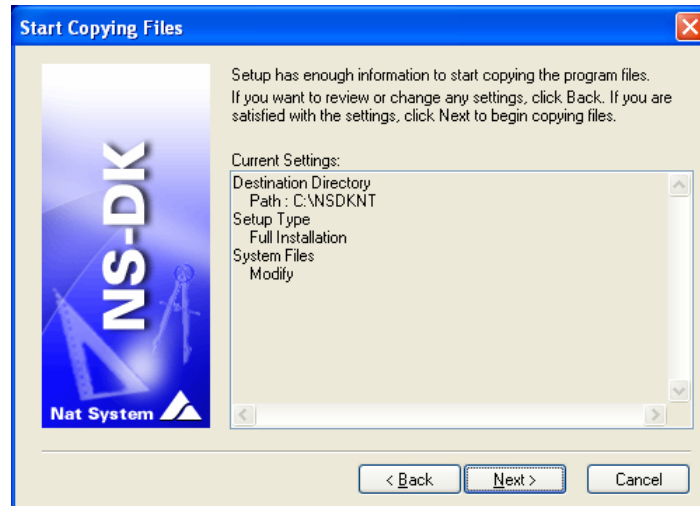 Start Copying Files
Setup has enough information to start copying the program files.
If you want to review or change any settings, click Back. If you are
satisfied with the settings, click Next to begin copying files.
Current Settings:
Destination Directory
Path : C:\NSDKNT
Setup Type
Full Installation
System Files
Modify
NS-DK
Nat System
< Back
Next >
Cancel